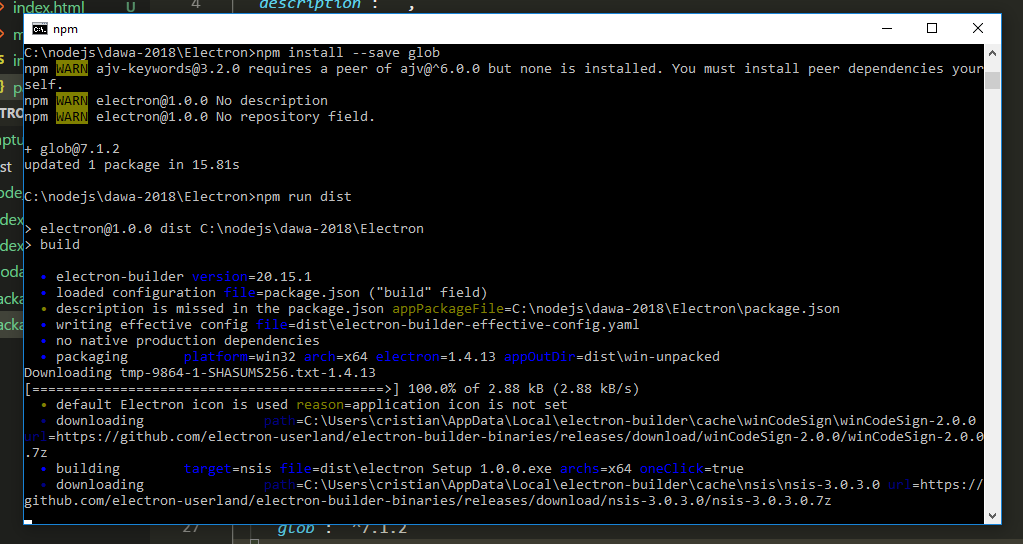 index.html U
4 description : ,
npm
C:\nodejs\dawa-2018\Electron>npm install --save glob
npm WARN ajv-keywords@3.2.0 requires a peer of ajv@^6.0.0 but none is installed. You must install peer dependencies your
self.
npm WARN electron@1.0.0 No description
npm WARN electron@1.0.0 No repository field.
+ glob@7.1.2
updated 1 package in 15.81s
C:\nodejs\dawa-2018\Electron>npm run dist
> electron@1.0.0 dist C:\nodejs\dawa-2018\Electron
> build
• electron-builder version=20.15.1
• loaded configuration file=package.json ("build" field)
• description is missed in the package.json appPackageFile=C:\nodejs\dawa-2018\Electron\package.json
• writing effective config file=dist\electron-builder-effective-config.yaml
• no native production dependencies
• packaging platform=win32 arch=x64 electron=1.4.13 appOutDir=dist\win-unpacked
Downloading tmp-9864-1-SHASUMS256.txt-1.4.13
[============================================>] 100.0% of 2.88 kB (2.88 kB/s)
• default Electron icon is used reason=application icon is not set
• downloading path=C:\Users\cristian\AppData\Local\electron-builder\cache\winCodeSign\winCodeSign-2.0.0
url=https://github.com/electron-userland/electron-builder-binaries/releases/download/winCodeSign-2.0.0/winCodeSign-2.0.0
.7z
• building target=nsis file=dist\electron Setup 1.0.0.exe archs=x64 oneClick=true
• downloading path=C:\Users\cristian\AppData\Local\electron-builder\cache\nsis\nsis-3.0.3.0 url=https://
github.com/electron-userland/electron-builder-binaries/releases/download/nsis-3.0.3.0/nsis-3.0.3.0.7z
27 glob : ^7.1.2